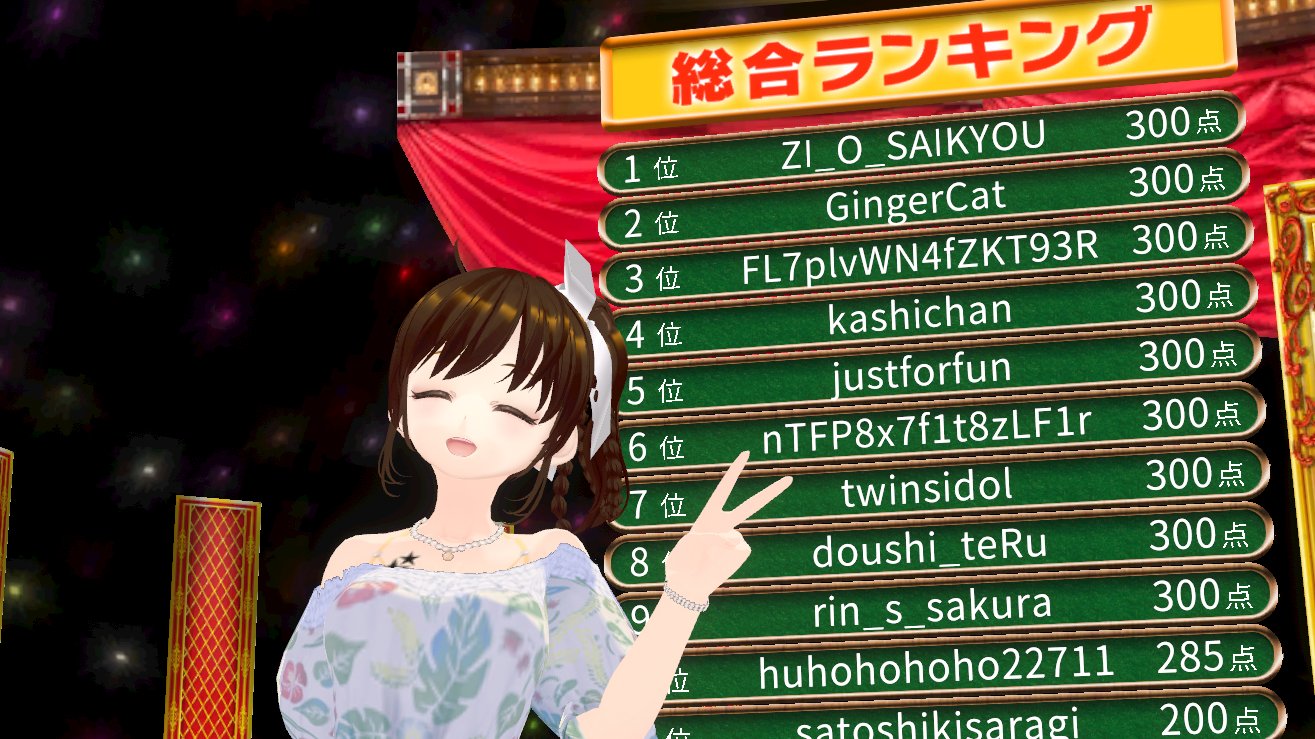 総合ランキング
1位 ZI_O_SAIKYOU 300点
2位 GingerCat 300点
3位 FL7plvWN4fZKT93R 300点
4位 kashichan 300点
5位 justforfun 300点
6位 nTFP8x7f1t8zLF1r 300点
7位 twinsidol 300点
8 doushi_teRu 300点
9 rin_s_sakura 300点
位 huhohohoho22711 285点
位 satoshikisaragi 200点